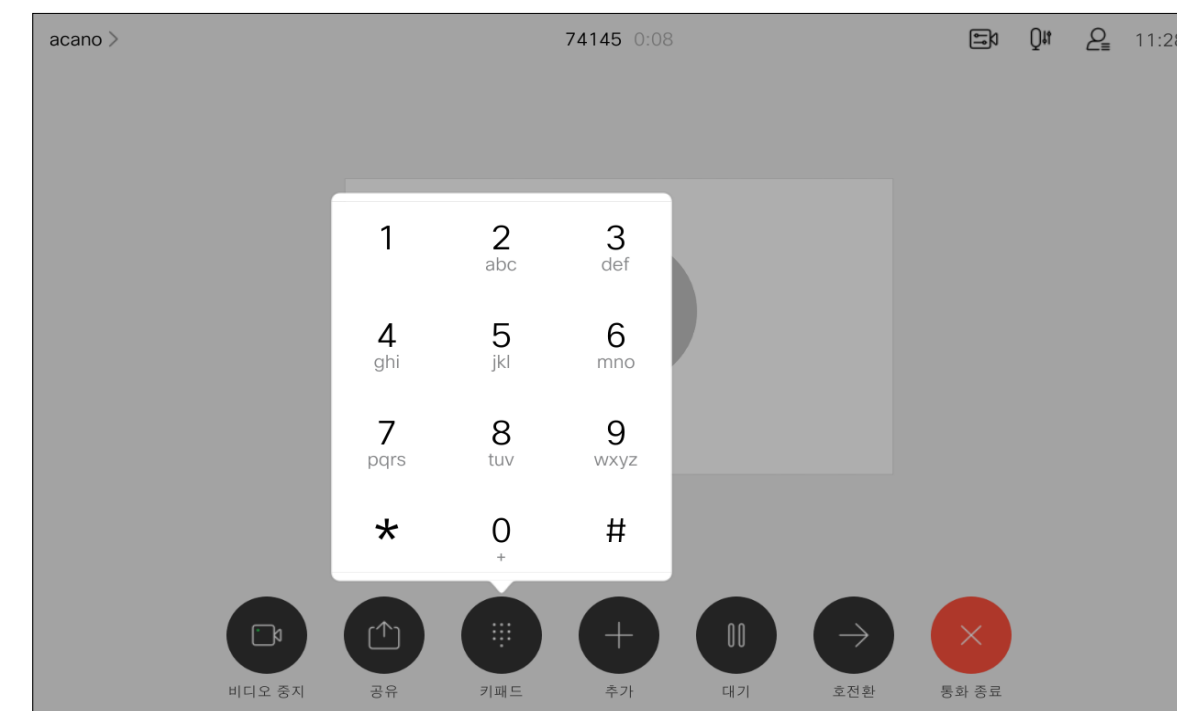 acano >
74145 0:08
11:28
1 2 3
abc def
4 5 6
ghi jkl mno
7 8 9
pqrs tuv wxyz
* 0 #
+
비디오 중지 공유 키패드 추가 대기 호전환 통화 종료